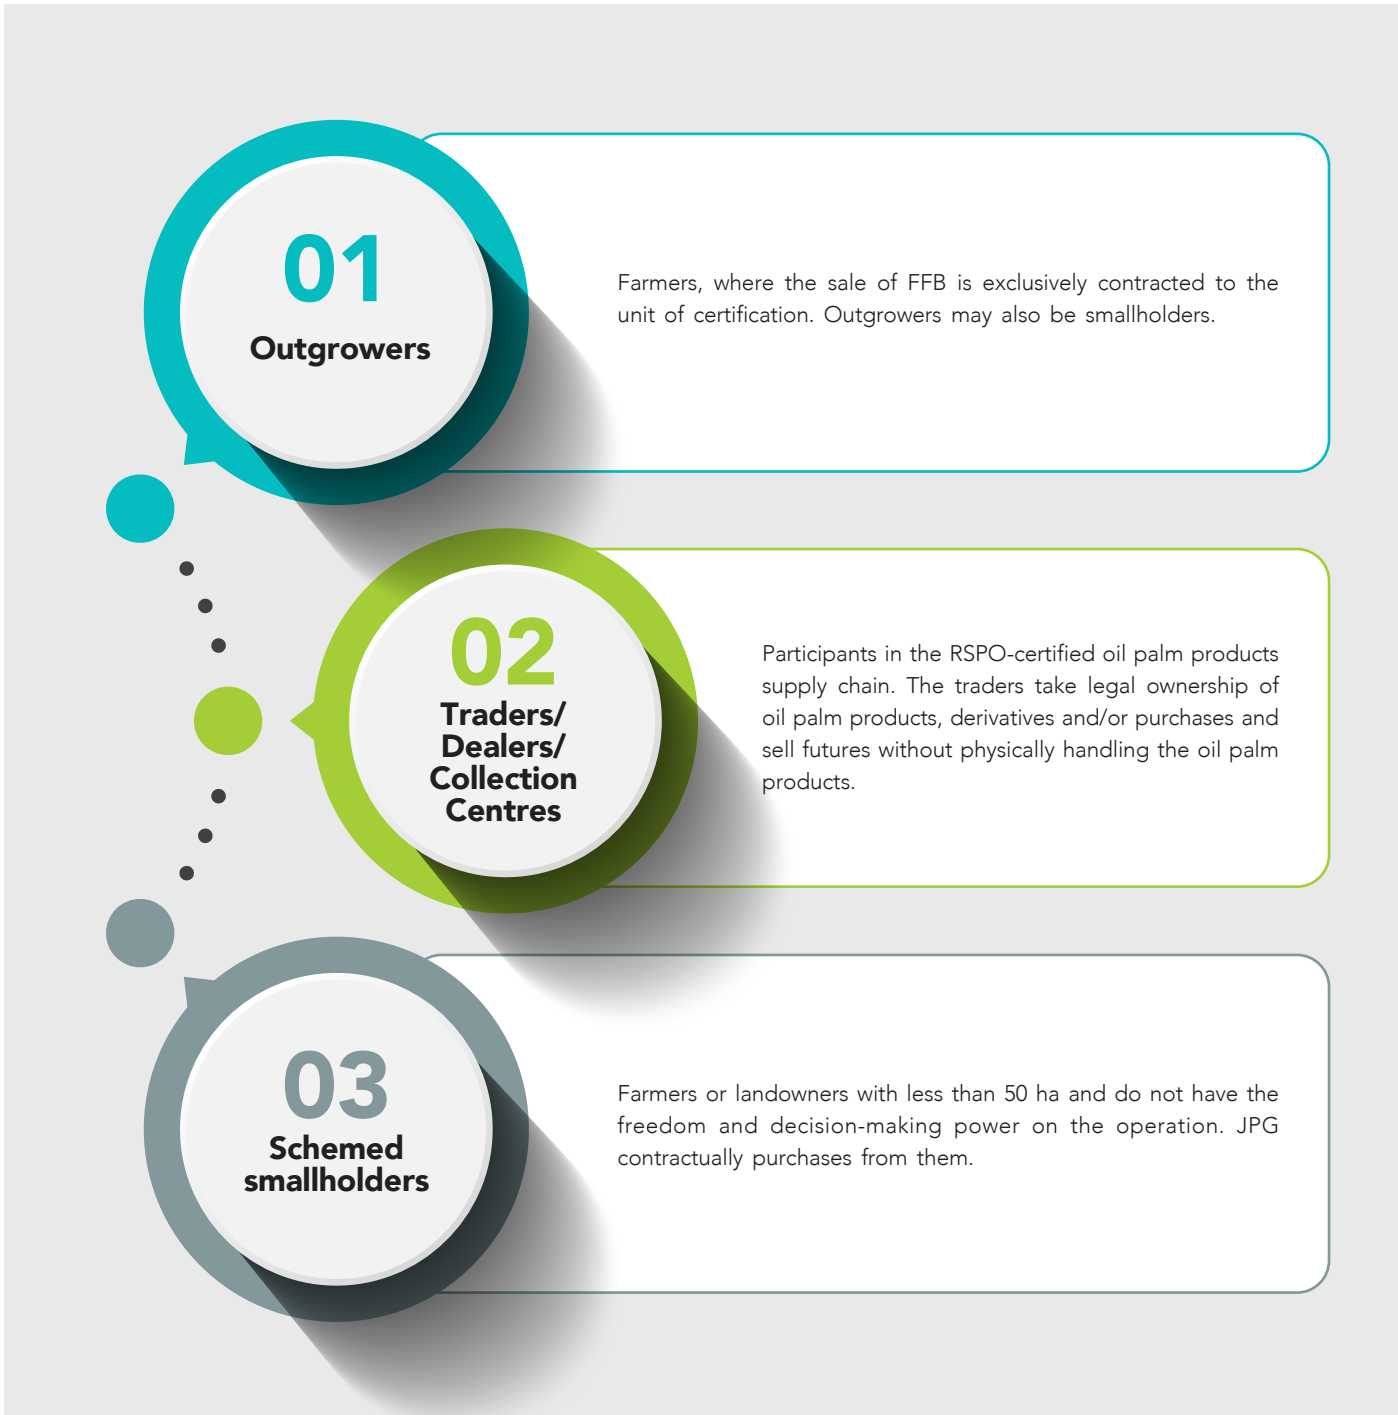 01
Outgrowers
Farmers, where the sale of FFB is exclusively contracted to the
unit of certification. Outgrowers may also be smallholders.
02
Traders/
Dealers/
Collection
Centres
Participants in the RSPO-certified oil palm products
supply chain. The traders take legal ownership of
oil palm products, derivatives and/or purchases and
sell futures without physically handling the oil palm
products.
03
Schemed
smallholders
Farmers or landowners with less than 50 ha and do not have the
freedom and decision-making power on the operation. JPG
contractually purchases from them.